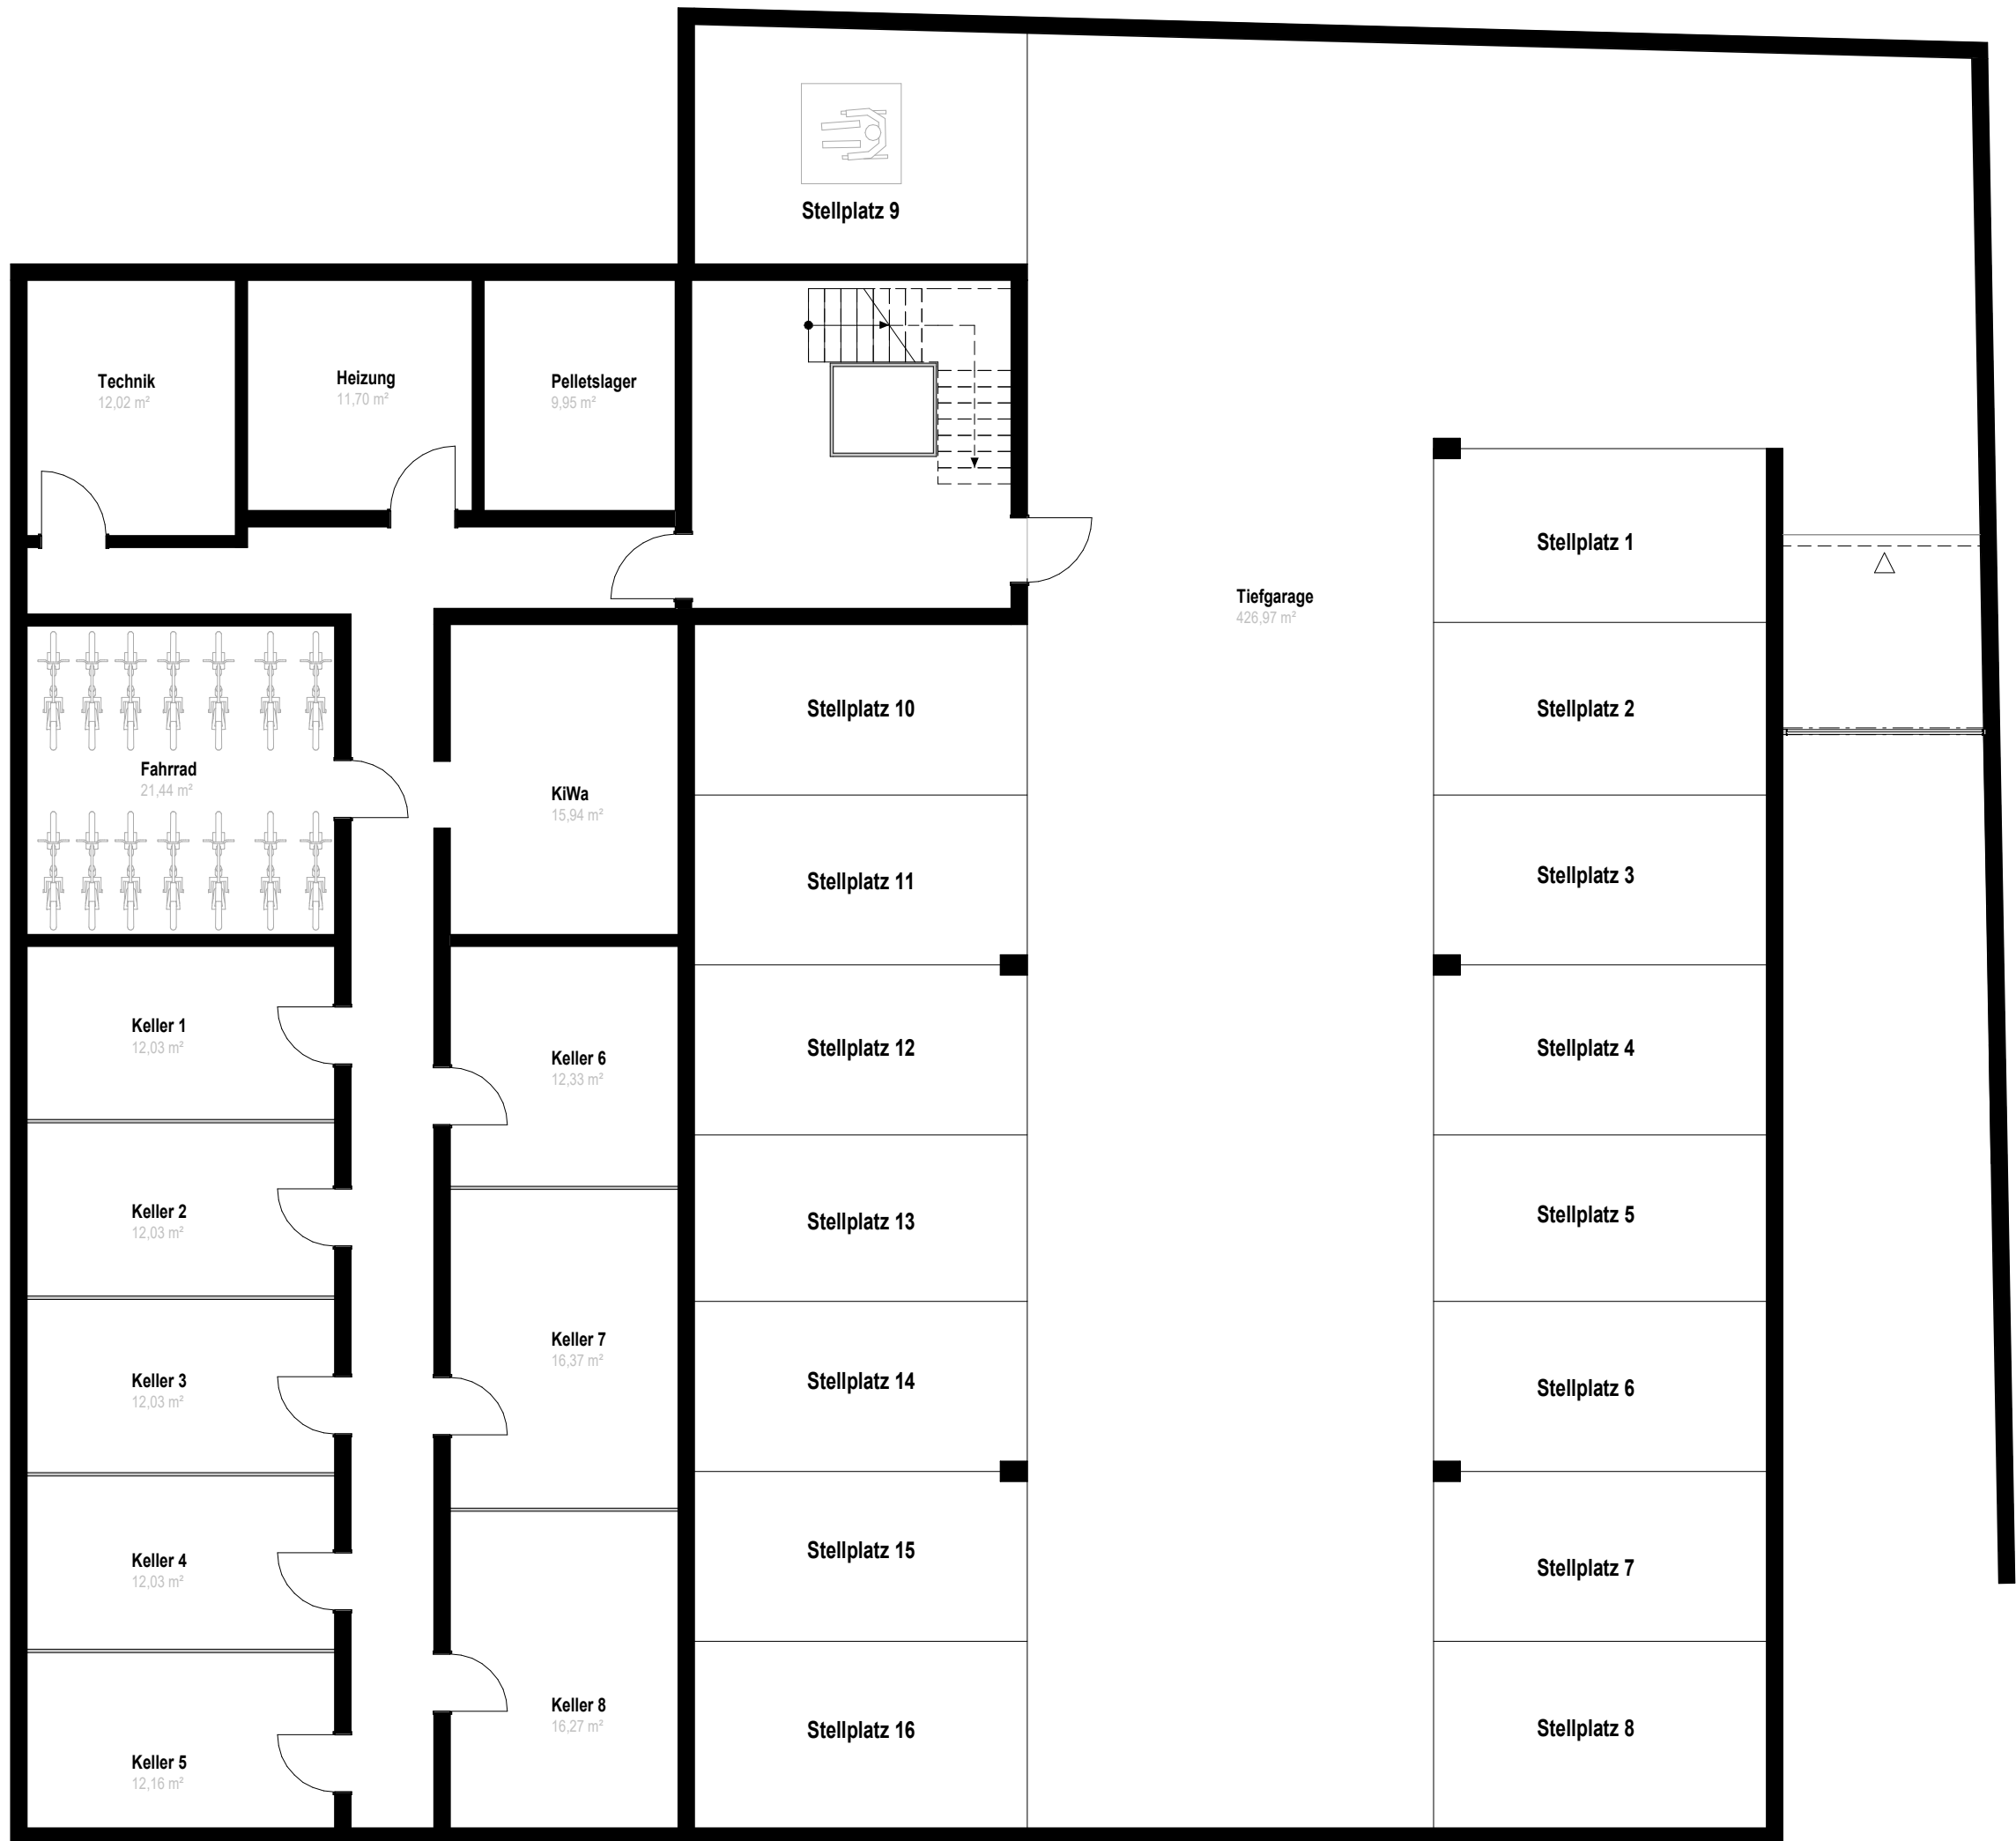 Stellplatz 9
Technik
12,02 m²
Heizung
11,70 m²
Pelletslager
9,95 m²
Stellplatz 1
Tiefgarage
426,97 m²
Stellplatz 10
Stellplatz 2
Fahrrad
21,44 m²
KiWa
15,94 m²
Stellplatz 11
Stellplatz 3
Keller 1
12,03 m²
Keller 6
12,33 m²
Stellplatz 12
Stellplatz 4
Keller 2
12,03 m²
Stellplatz 13
Stellplatz 5
Keller 3
12,03 m²
Keller 7
16,37 m²
Stellplatz 14
Stellplatz 6
Keller 4
12,03 m²
Stellplatz 15
Stellplatz 7
Keller 5
12,16 m²
Keller 8
16,27 m²
Stellplatz 16
Stellplatz 8